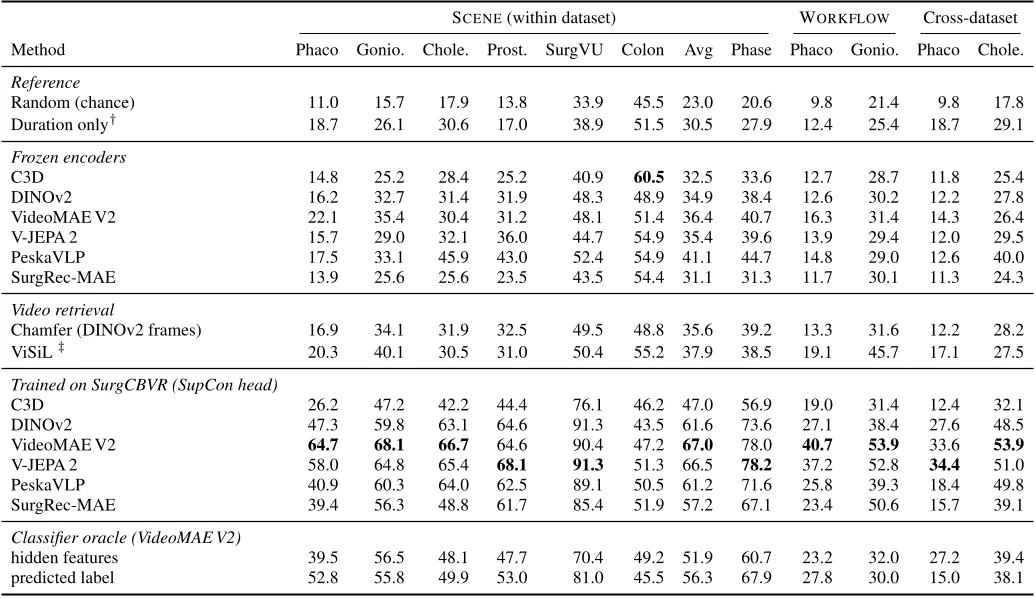 SCENE (within dataset) WORKFLOW Cross-dataset
Method Phaco Gonio. Chole. Prost. SurgVU Colon Avg Phase Phaco Gonio. Phaco Chole.
Reference
Random (chance) 11.0 15.7 17.9 13.8 33.9 45.5 23.0 20.6 9.8 21.4 9.8 17.8
Duration only† 18.7 26.1 30.6 17.0 38.9 51.5 30.5 27.9 12.4 25.4 18.7 29.1
Frozen encoders
C3D 14.8 25.2 28.4 25.2 40.9 60.5 32.5 33.6 12.7 28.7 11.8 25.4
DINOv2 16.2 32.7 31.4 31.9 48.3 48.9 34.9 38.4 12.6 30.2 12.2 27.8
VideoMAE V2 22.1 35.4 30.4 31.2 48.1 51.4 36.4 40.7 16.3 31.4 14.3 26.4
V-JEPA 2 15.7 29.0 32.1 36.0 44.7 54.9 35.4 39.6 13.9 29.4 12.0 29.5
PeskaVLP 17.5 33.1 45.9 43.0 52.4 54.9 41.1 44.7 14.8 29.0 12.6 40.0
SurgRec-MAE 13.9 25.6 25.6 23.5 43.5 54.4 31.1 31.3 11.7 30.1 11.3 24.3
Video retrieval
Chamfer (DINOv2 frames) 16.9 34.1 31.9 32.5 49.5 48.8 35.6 39.2 13.3 31.6 12.2 28.2
ViSiL ‡ 20.3 40.1 30.5 31.0 50.4 55.2 37.9 38.5 19.1 45.7 17.1 27.5
Trained on SurgCBVR (SupCon head)
C3D 26.2 47.2 42.2 44.4 76.1 46.2 47.0 56.9 19.0 31.4 12.4 32.1
DINOv2 47.3 59.8 63.1 64.6 91.3 43.5 61.6 73.6 27.1 38.4 27.6 48.5
VideoMAE V2 64.7 68.1 66.7 64.6 90.4 47.2 67.0 78.0 40.7 53.9 33.6 53.9
V-JEPA 2 58.0 64.8 65.4 68.1 91.3 51.3 66.5 78.2 37.2 52.8 34.4 51.0
PeskaVLP 40.9 60.3 64.0 62.5 89.1 50.5 61.2 71.6 25.8 39.3 18.4 49.8
SurgRec-MAE 39.4 56.3 48.8 61.7 85.4 51.9 57.2 67.1 23.4 50.6 15.7 39.1
Classifier oracle (VideoMAE V2)
hidden features 39.5 56.5 48.1 47.7 70.4 49.2 51.9 60.7 23.2 32.0 27.2 39.4
predicted label 52.8 55.8 49.9 53.0 81.0 45.5 56.3 67.9 27.8 30.0 15.0 38.1